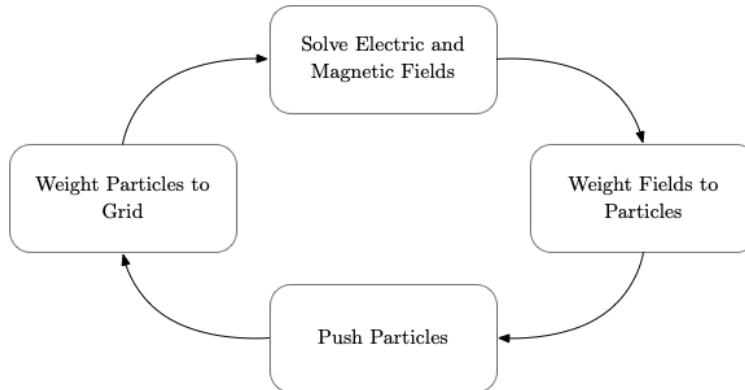 Solve Electric and
Magnetic Fields
Weight Particles to
Grid
Weight Fields to
Particles
Push Particles